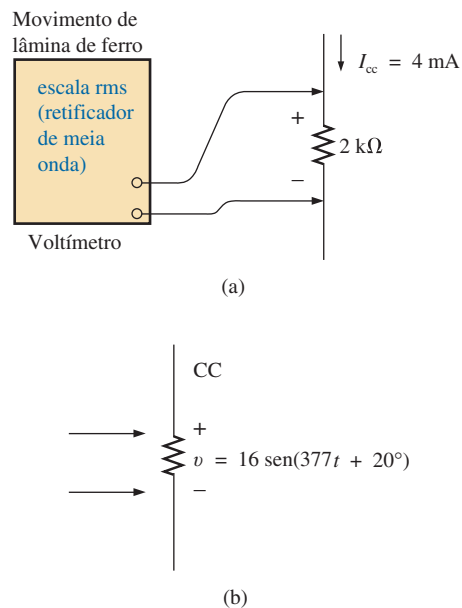 Movimento de
lâmina de ferro
escala rms
(retificador
de meia
onda)
Voltímetro
I_cc = 4 mA
+
2 kΩ
–
(a)
CC
+
v = 16 sen(377t + 20°)
–
(b)